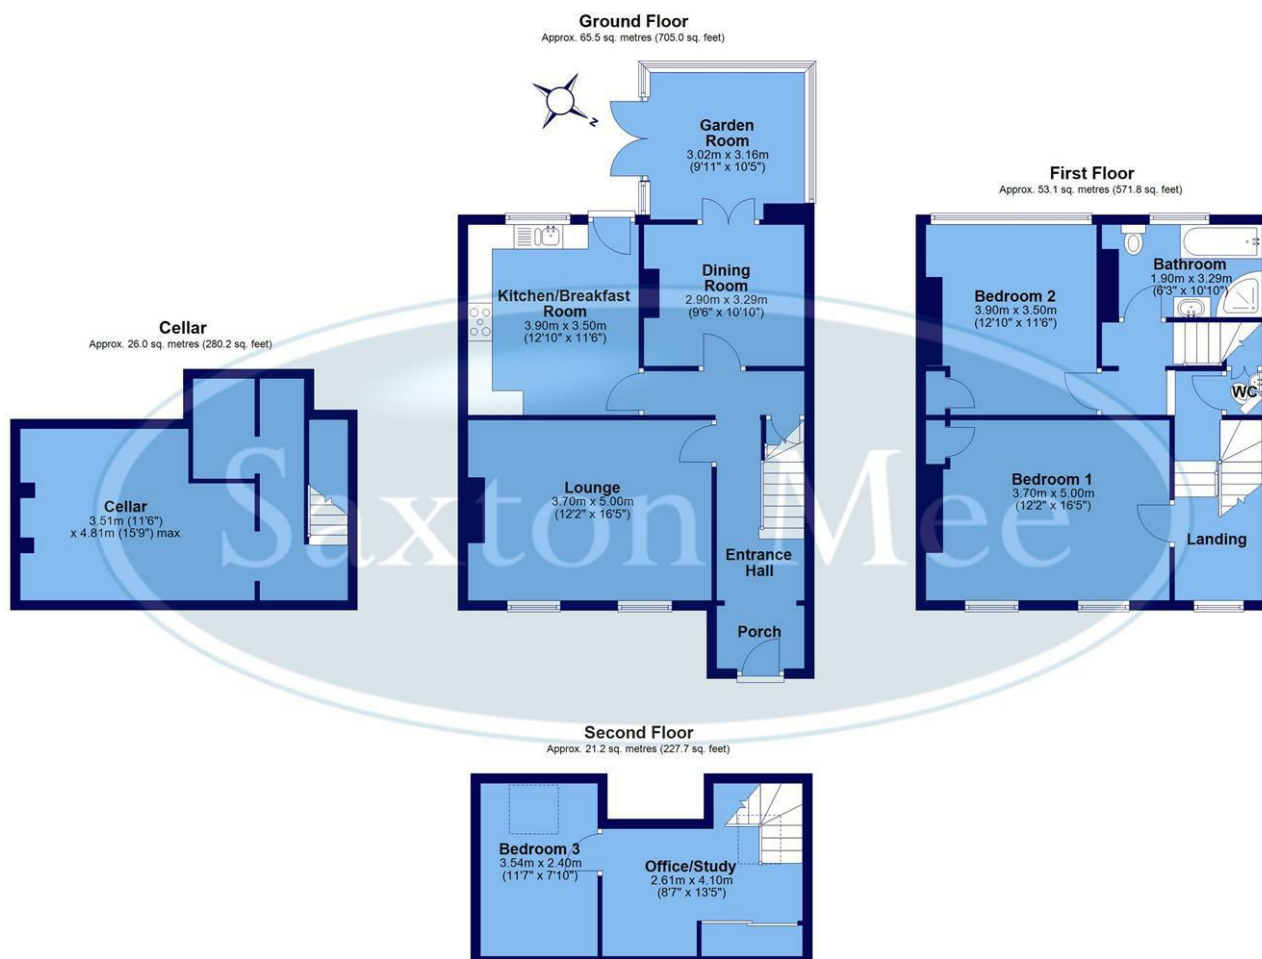 Ground Floor
Approx. 65.5 sq. metres (705.0 sq. feet)
N
Garden
Room
3.02m x 3.16m
(9'11" x 10'5")
Kitchen/Breakfast
Room
3.90m x 3.50m
(12'10" x 11'6")
Dining
Room
2.90m x 3.29m
(9'6" x 10'10")
Lounge
3.70m x 5.00m
(12'2" x 16'5")
Entrance
Hall
Porch
First Floor
Approx. 53.1 sq. metres (571.8 sq. feet)
Bedroom 2
3.90m x 3.50m
(12'10" x 11'6")
Bathroom
1.90m x 3.29m
(6'3" x 10'10")
WC
Bedroom 1
3.70m x 5.00m
(12'2" x 16'5")
Landing
Cellar
Approx. 26.0 sq. metres (280.2 sq. feet)
Cellar
3.51m (11'6")
x 4.81m (15'9") max
Saxton Mee
Second Floor
Approx. 21.2 sq. metres (227.7 sq. feet)
Bedroom 3
3.54m x 2.40m
(11'7" x 7'10")
Office/Study
2.61m x 4.10m
(8'7" x 13'5")